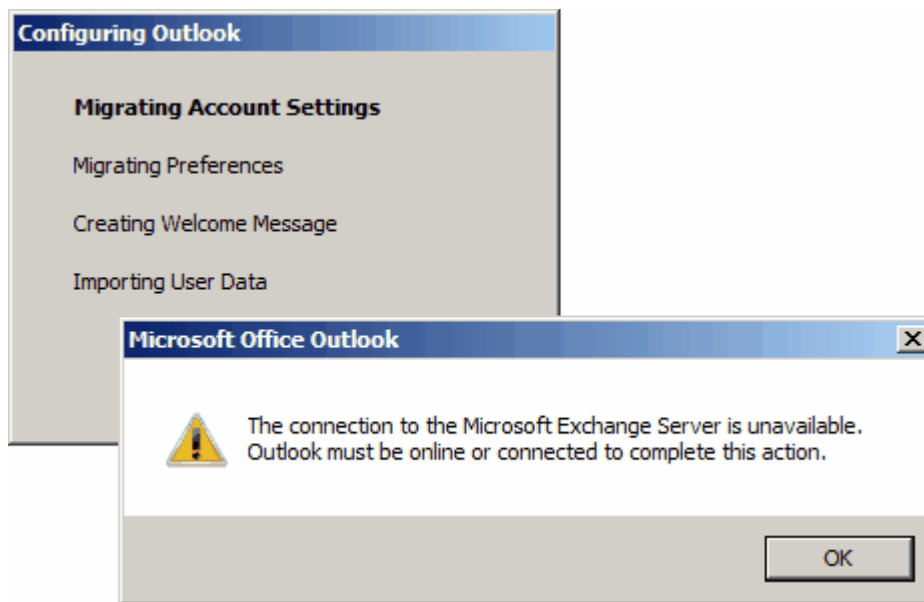 Configuring Outlook
Migrating Account Settings
Migrating Preferences
Creating Welcome Message
Importing User Data
Microsoft Office Outlook
The connection to the Microsoft Exchange Server is unavailable.
Outlook must be online or connected to complete this action.
OK